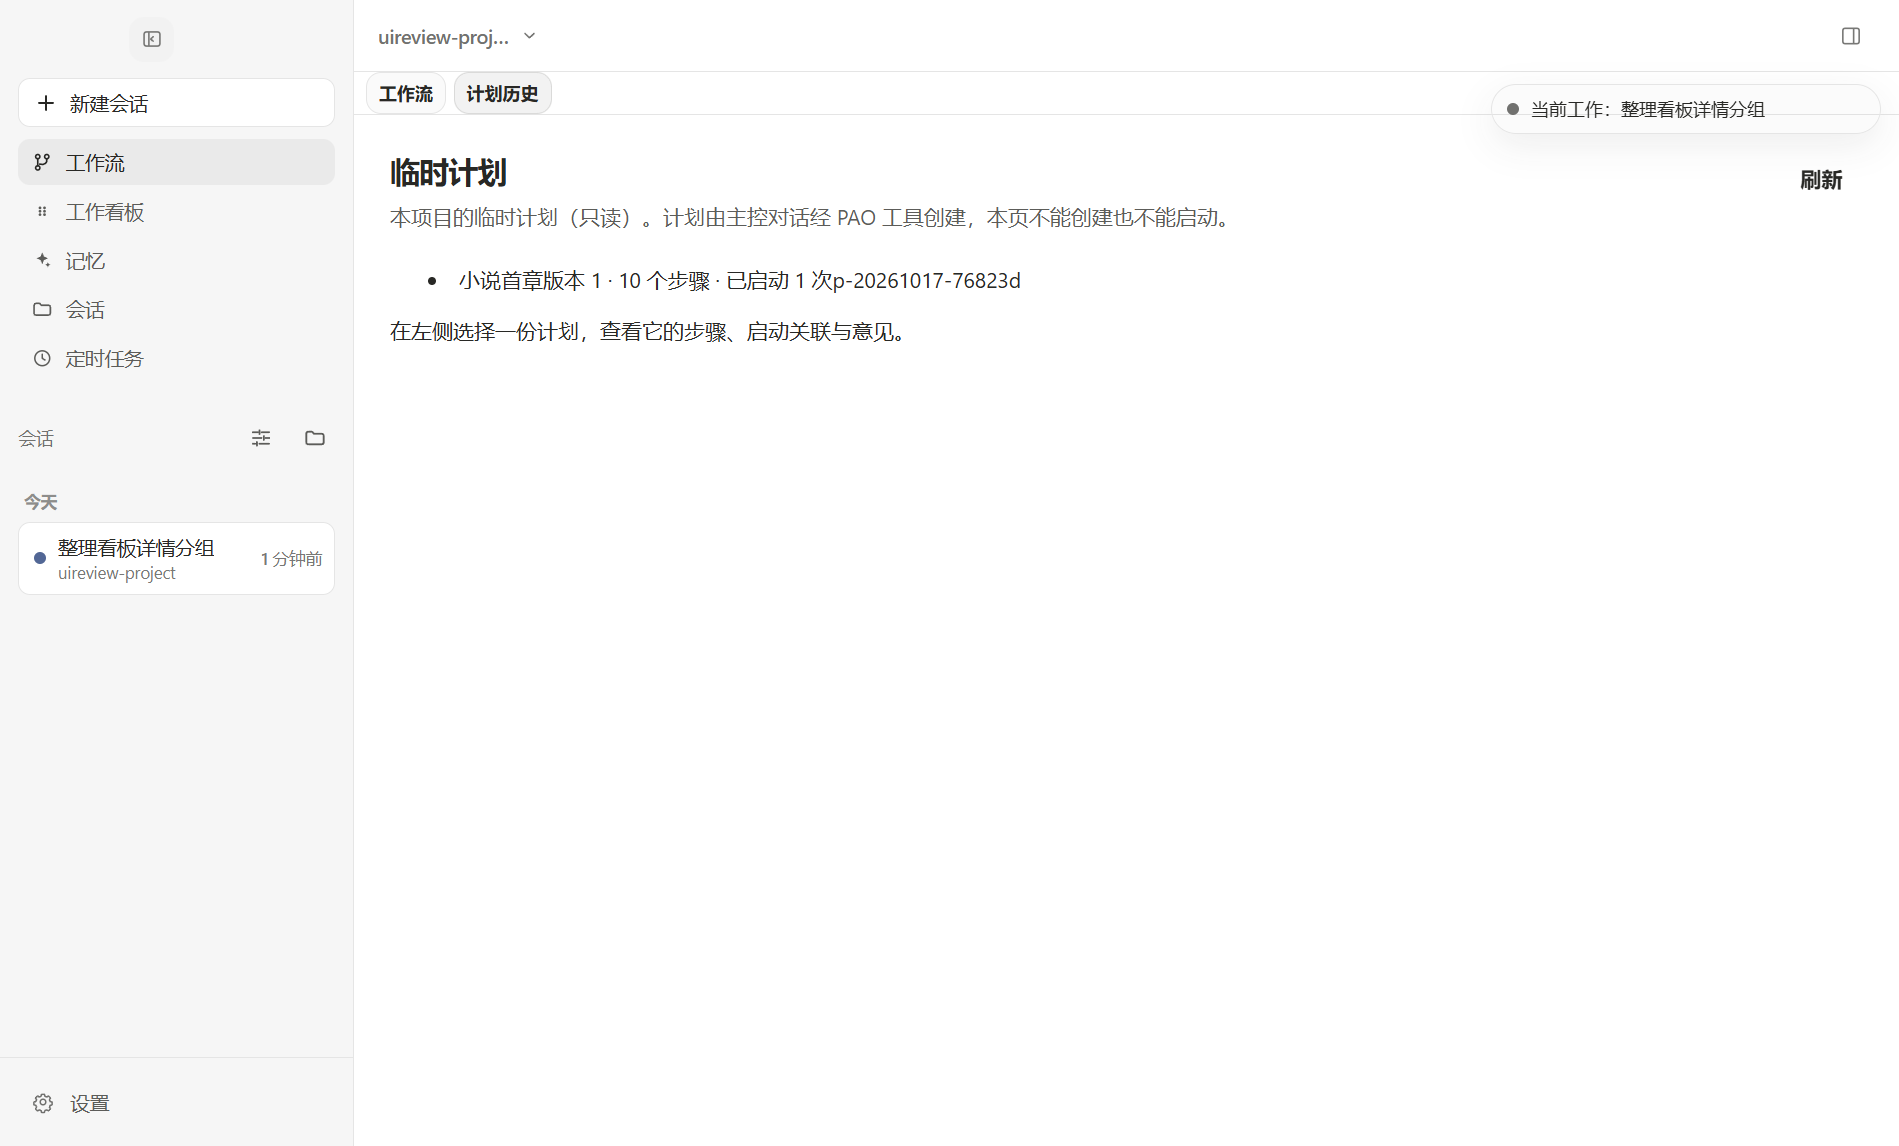 新建会话
工作流
工作看板
记忆
会话
定时任务
会话
今天
整理看板详情分组
uireview-project
1 分钟前
设置
uireview-proj...
工作流
计划历史
当前工作：整理看板详情分组
临时计划
刷新
本项目的临时计划（只读）。计划由主控对话经 PAO 工具创建，本页不能创建也不能启动。
小说首章版本 1 · 10 个步骤 · 已启动 1 次p-20261017-76823d
在左侧选择一份计划，查看它的步骤、启动关联与意见。